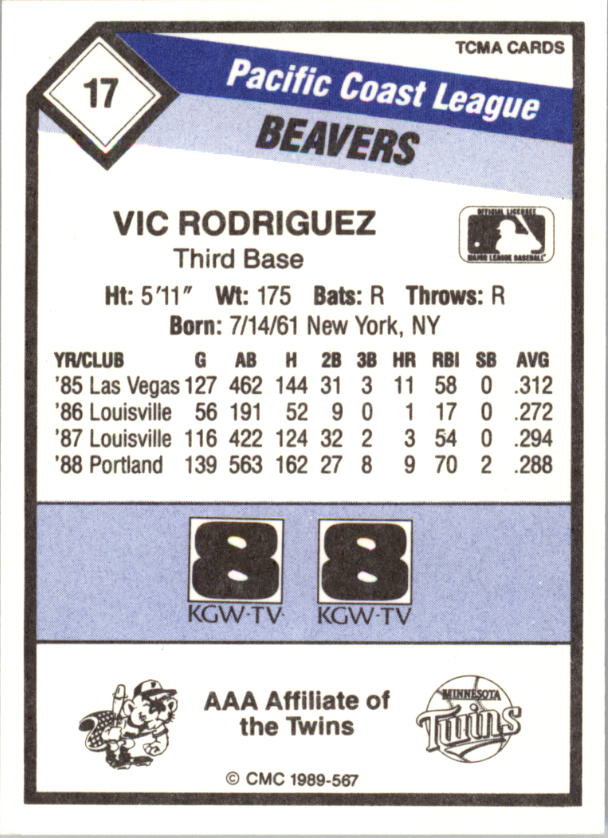 TCMA CARDS
17
Pacific Coast League
BEAVERS
VIC RODRIGUEZ
Third Base
OFFICIAL LICENSEE
MAJOR LEAGUE BASEBALL
Ht: 5'11" Wt: 175 Bats: R Throws: R
Born: 7/14/61 New York, NY
YR/CLUB G AB H 2B 3B HR RBI SB AVG
'85 Las Vegas 127 462 144 31 3 11 58 0 .312
'86 Louisville 56 191 52 9 0 1 17 0 .272
'87 Louisville 116 422 124 32 2 3 54 0 .294
'88 Portland 139 563 162 27 8 9 70 2 .288
8 8
KGW-TV KGW-TV
AAA Affiliate of
the Twins
MINNESOTA
Twins
© CMC 1989-567